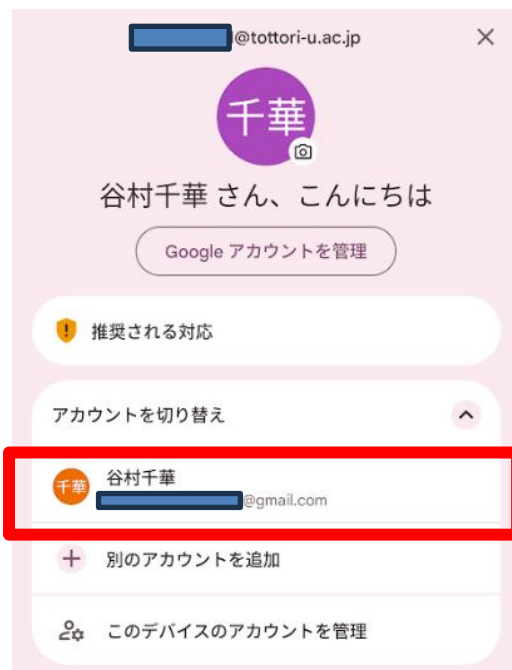 @tottori-u.ac.jp
千華
谷村千華 さん、こんにちは
Google アカウントを管理
推奨される対応
アカウントを切り替え
千華
谷村千華
@gmail.com
別のアカウントを追加
このデバイスのアカウントを管理